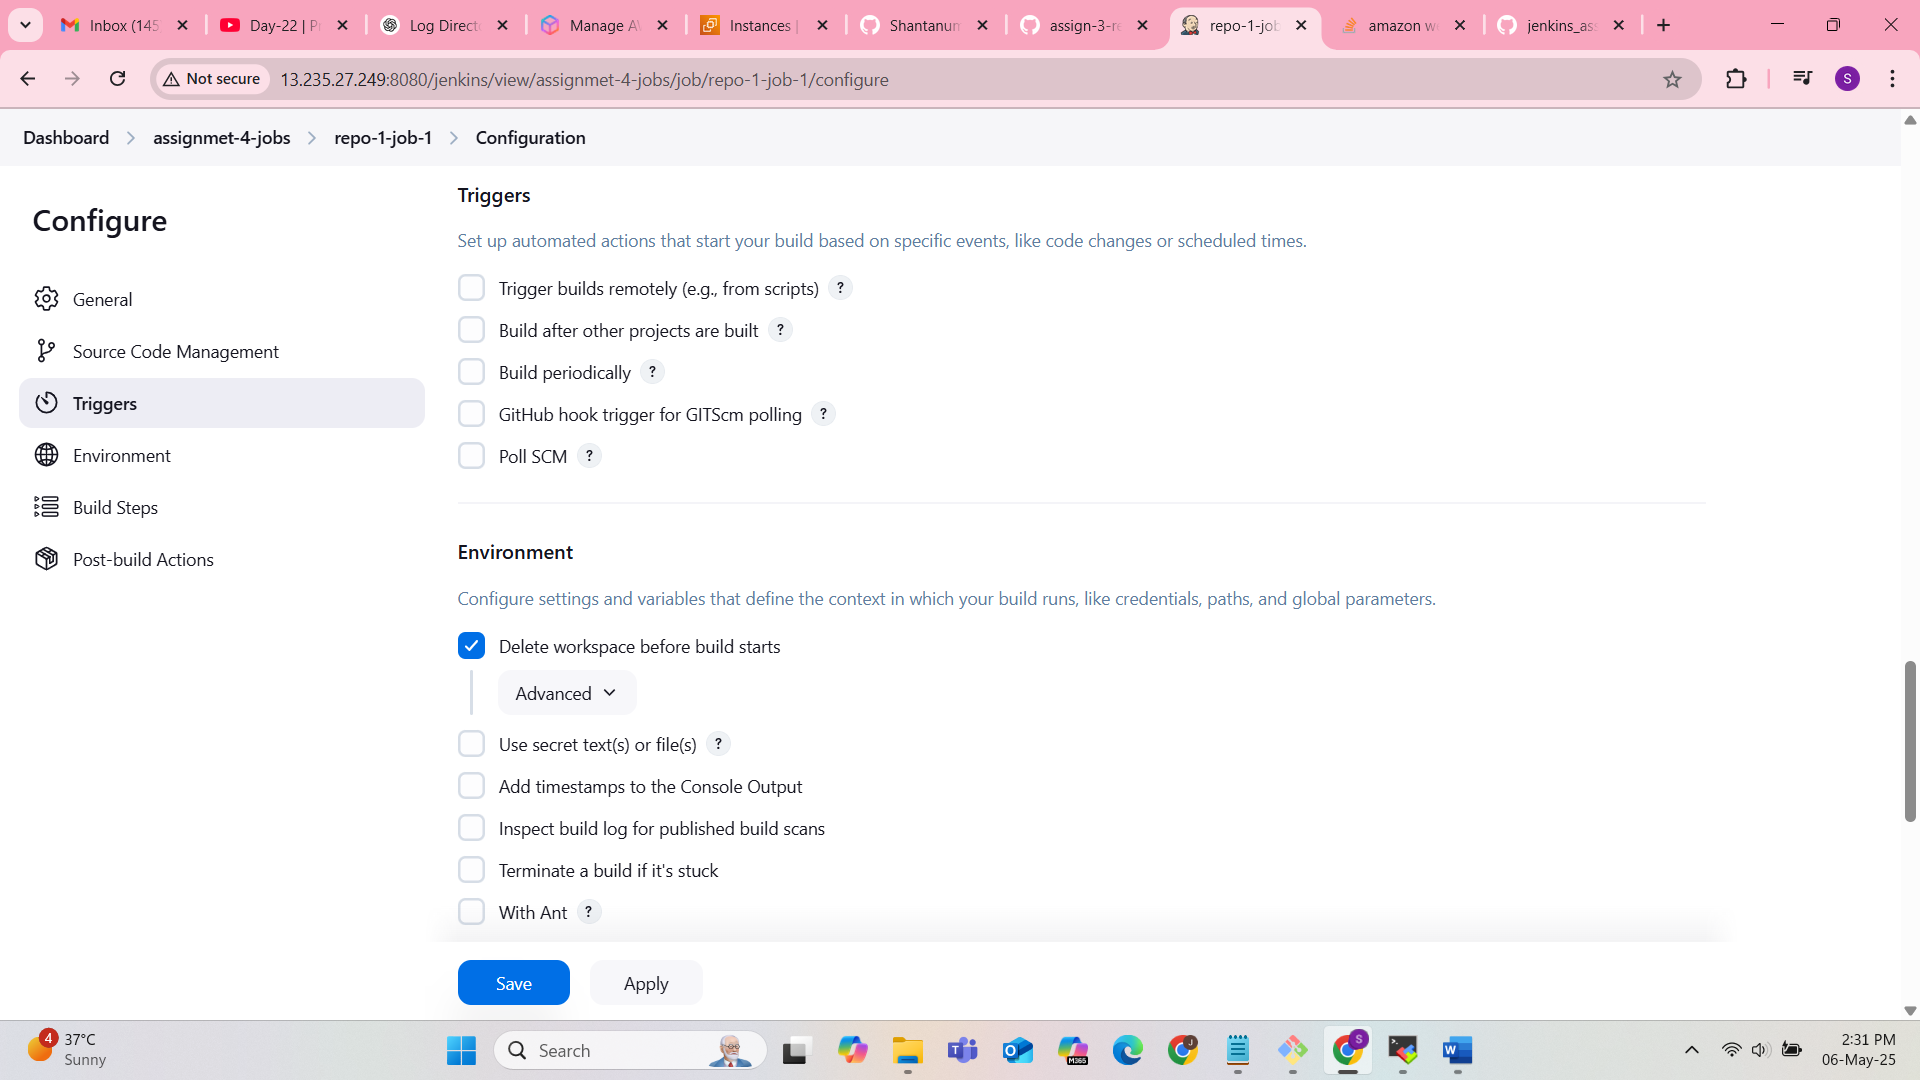 Inbox (145
Day-22 | P
Log Direct
Manage A
Instances |
Shantanum
assign-3-re
repo-1-job
amazon w
jenkins_ass
Not secure
13.235.27.249:8080/jenkins/view/assignmet-4-jobs/job/repo-1-job-1/configure
S
Dashboard
assignmet-4-jobs
repo-1-job-1
Configuration
Configure
General
Source Code Management
Triggers
Environment
Build Steps
Post-build Actions
Triggers
Set up automated actions that start your build based on specific events, like code changes or scheduled times.
Trigger builds remotely (e.g., from scripts) ?
Build after other projects are built ?
Build periodically ?
GitHub hook trigger for GITScm polling ?
Poll SCM ?
Environment
Configure settings and variables that define the context in which your build runs, like credentials, paths, and global parameters.
Delete workspace before build starts
Advanced
Use secret text(s) or file(s) ?
Add timestamps to the Console Output
Inspect build log for published build scans
Terminate a build if it's stuck
With Ant ?
Save
Apply
4
37°C
Sunny
Search
M365
J
S
2:31 PM
06-May-25